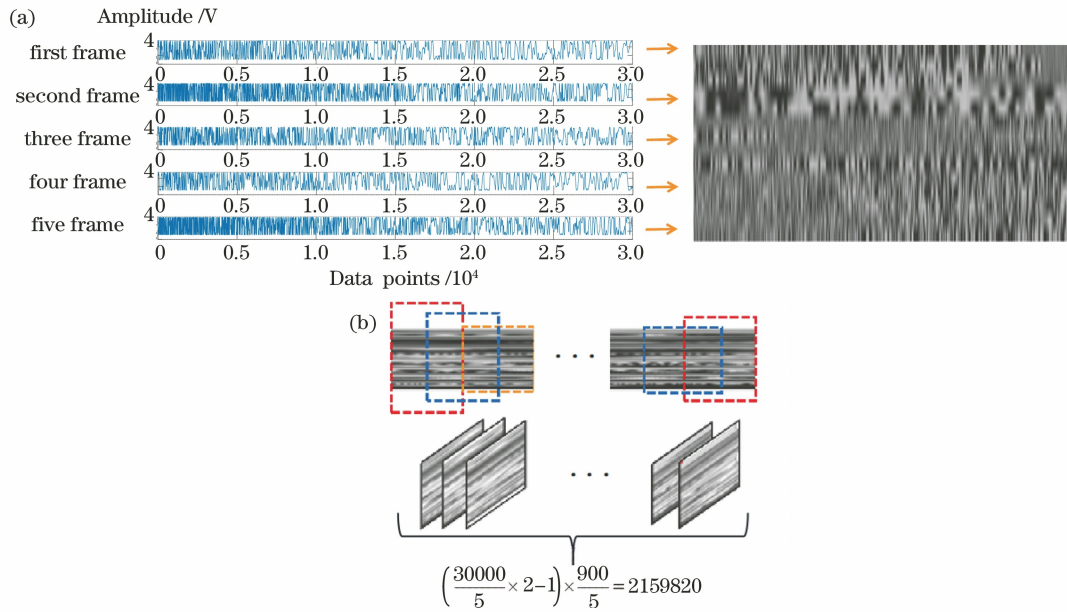 (a) Amplitude /V
first frame 4
0 0.5 1.0 1.5 2.0 2.5 3.0
second frame 4
0 0.5 1.0 1.5 2.0 2.5 3.0
three frame 4
0 0.5 1.0 1.5 2.0 2.5 3.0
four frame 4
0 0.5 1.0 1.5 2.0 2.5 3.0
five frame 4
0 0.5 1.0 1.5 2.0 2.5 3.0
Data points /10⁴
(b)
. . .
. . .
(30000/5 × 2−1) × 900/5 = 2159820